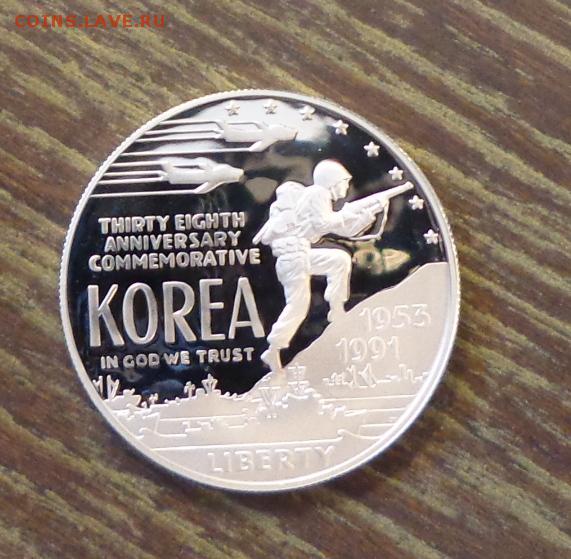 COINS.LAVE.RU
THIRTY EIGHTH
ANNIVERSARY
COMMEMORATIVE
KOREA
IN GOD WE TRUST
1953
1991
LIBERTY